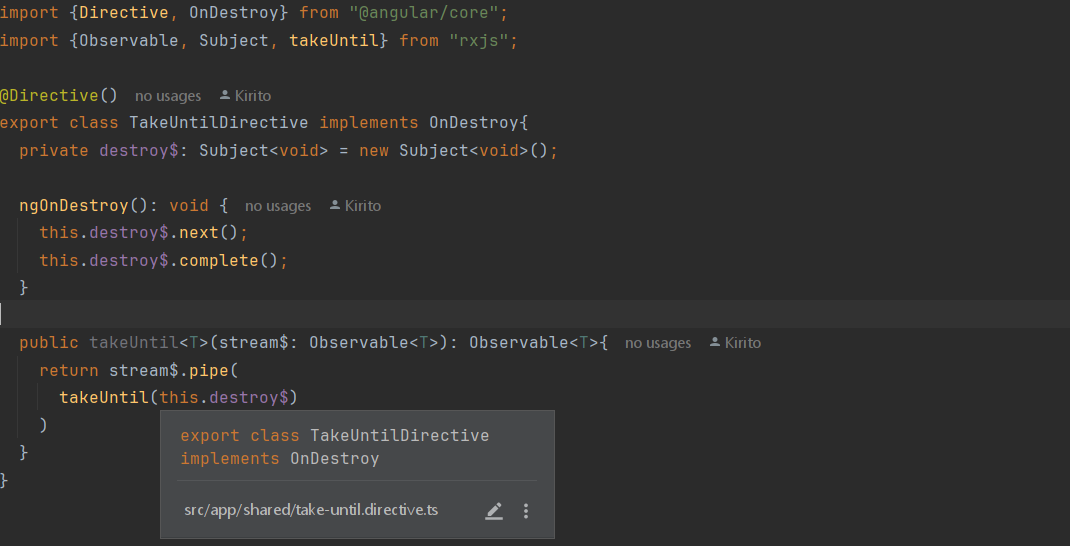 import {Directive, OnDestroy} from "@angular/core";
import {Observable, Subject, takeUntil} from "rxjs";
@Directive() no usages Kirito
export class TakeUntilDirective implements OnDestroy{
private destroy$: Subject<void> = new Subject<void>();
ngOnDestroy(): void { no usages Kirito
this.destroy$.next();
this.destroy$.complete();
}
public takeUntil<T>(stream$: Observable<T>): Observable<T>{ no usages Kirito
return stream$.pipe(
takeUntil(this.destroy$)
)
}
}
export class TakeUntilDirective
implements OnDestroy
src/app/shared/take-until.directive.ts